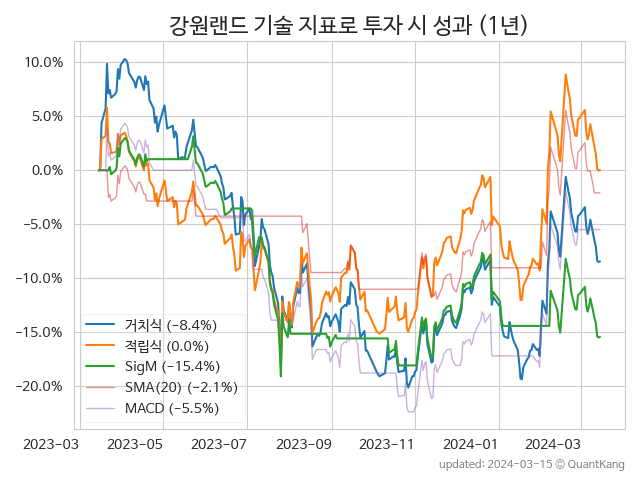 강원랜드 기술 지표로 투자 시 성과 (1년)
10.0%
5.0%
0.0%
−5.0%
−10.0%
−15.0%
−20.0%
거치식 (−8.4%)
적립식 (0.0%)
SigM (−15.4%)
SMA(20) (−2.1%)
MACD (−5.5%)
2023-03 2023-05 2023-07 2023-09 2023-11 2024-01 2024-03
updated: 2024-03-15 © QuantKang